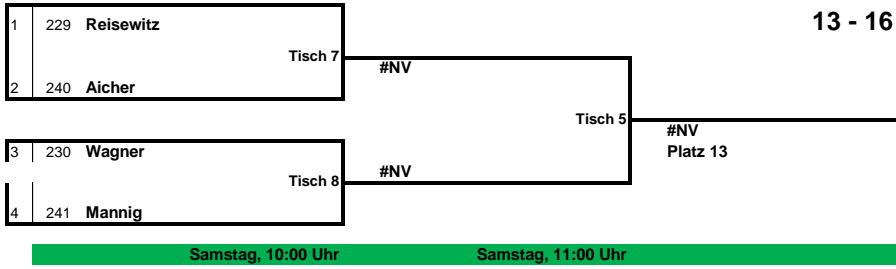 13 - 16
1 229 Reisewitz
Tisch 7
#NV
2 240 Aicher
Tisch 5
#NV
Platz 13
3 230 Wagner
Tisch 8
#NV
4 241 Mannig
Samstag, 10:00 Uhr Samstag, 11:00 Uhr